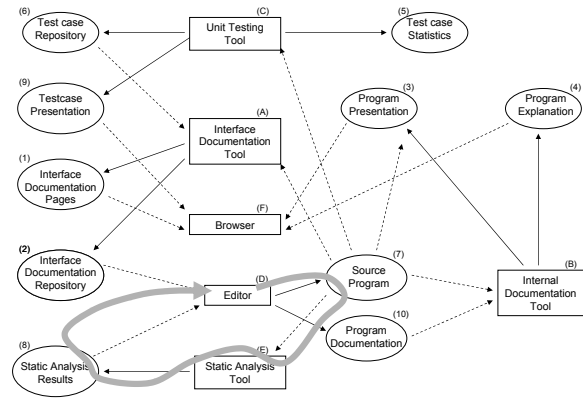 (6)
Test case
Repository
(C)
Unit Testing
Tool
(5)
Test case
Statistics
(9)
Testcase
Presentation
(A)
Interface
Documentation
Tool
(3)
Program
Presentation
(4)
Program
Explanation
(1)
Interface
Documentation
Pages
(F)
Browser
(2)
Interface
Documentation
Repository
(D)
Editor
(7)
Source
Program
(B)
Internal
Documentation
Tool
(10)
Program
Documentation
(8)
Static Analysis
Results
(E)
Static Analysis
Tool